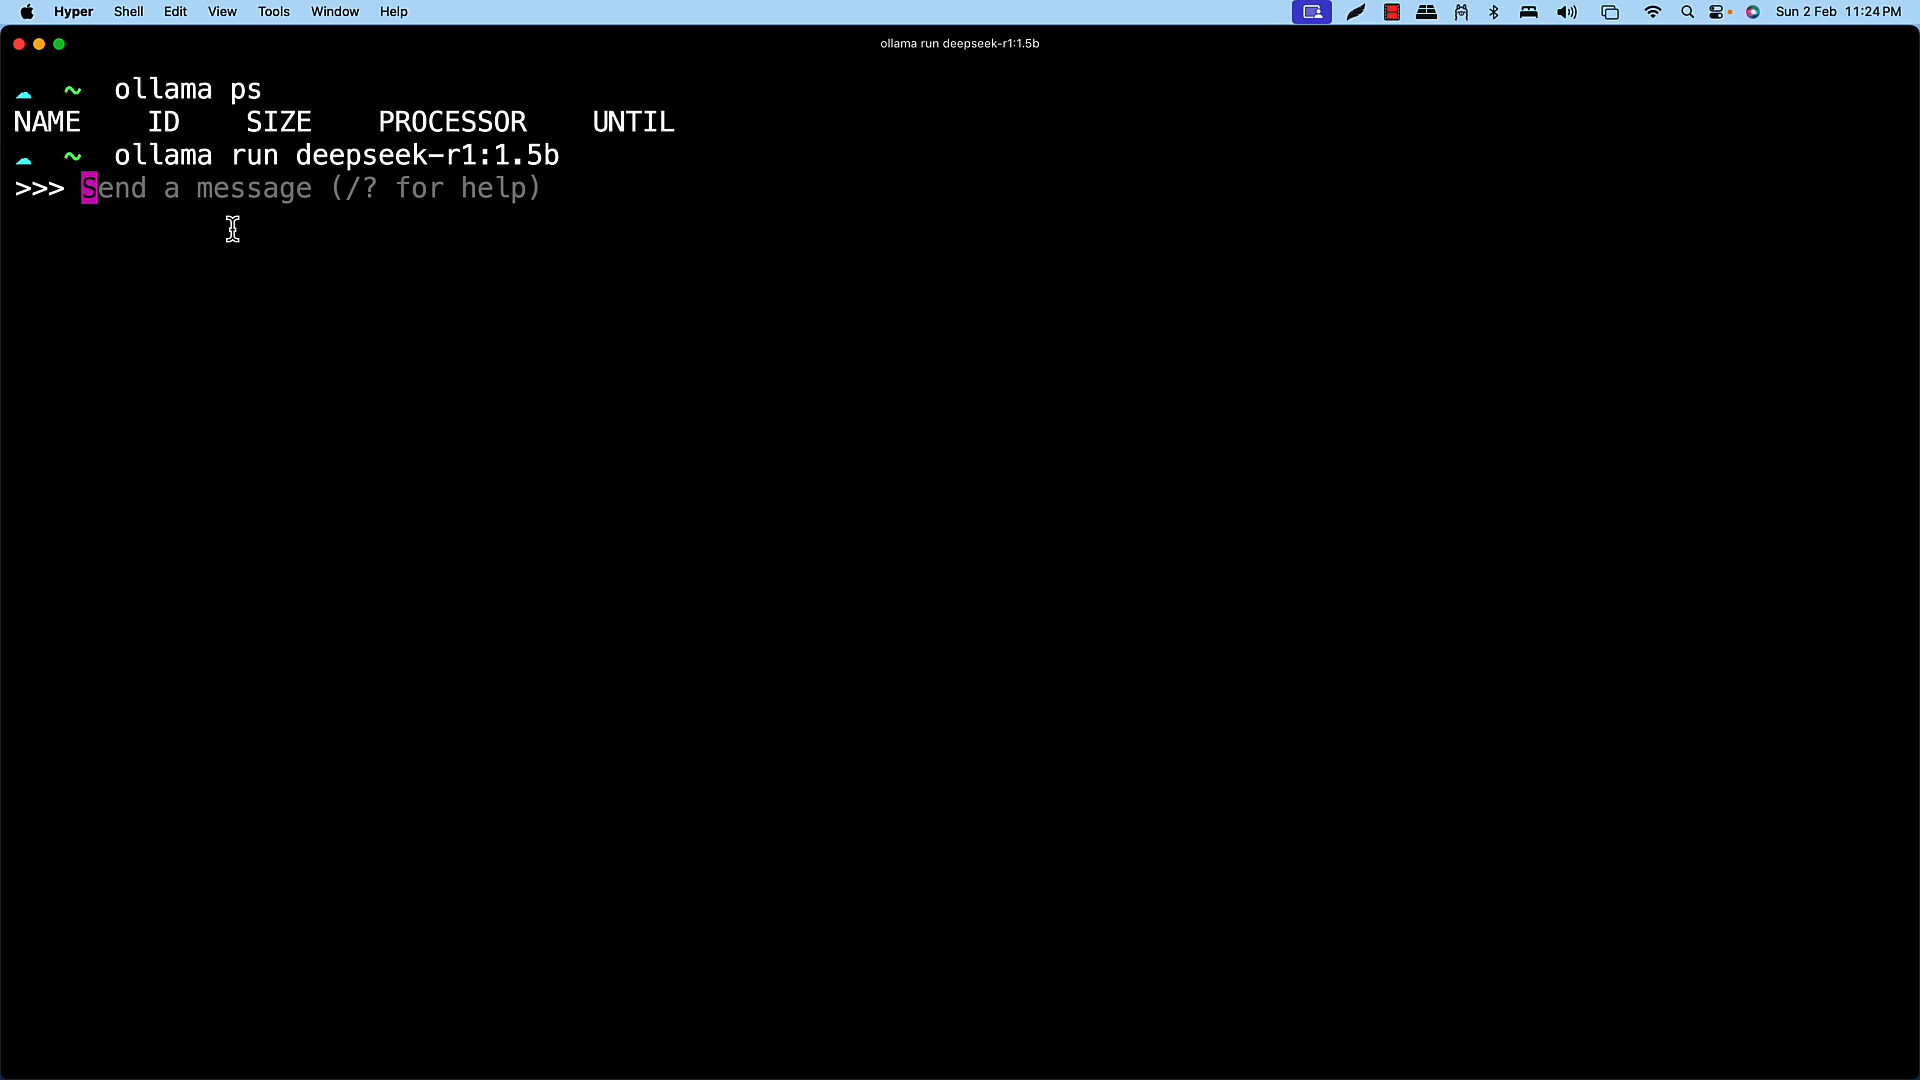 Hyper Shell Edit View Tools Window Help Sun 2 Feb 11:24 PM
ollama run deepseek-r1:1.5b
~ ollama ps
NAME ID SIZE PROCESSOR UNTIL
~ ollama run deepseek-r1:1.5b
>>> Send a message (/? for help)